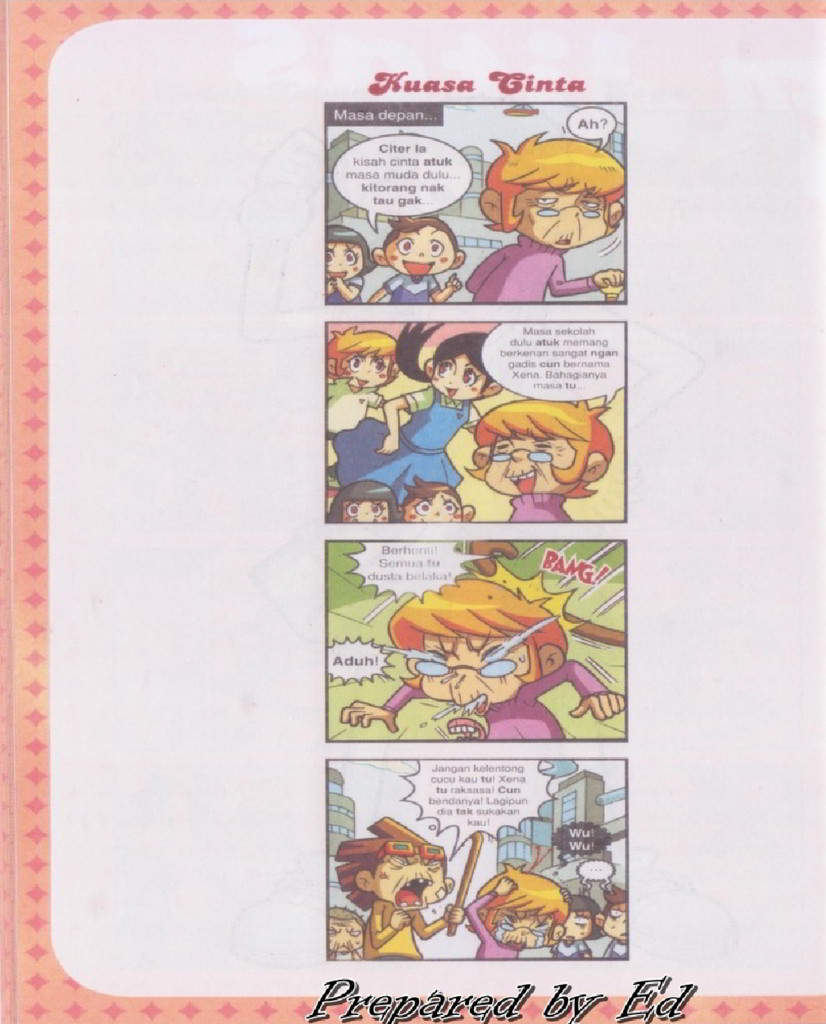 Kuasa Cinta
Masa depan...
Ah?
Citer la
kisah cinta atuk
masa muda dulu...
kitorang nak
tau gak...
Masa sekolah
dulu atuk memang
berkenan sangat ngan
gadis cun bernama
Xena. Bahagianya
masa tu...
Berhenti!
Semua tu
dusta belaka!
BANG!
Aduh!
Jangan kelentong
cucu kau tu! Xena
tu raksasa! Cun
bendanya! Lagipun
dia tak sukakan
kau!
Wu!
Wu!
...
Prepared by Ed